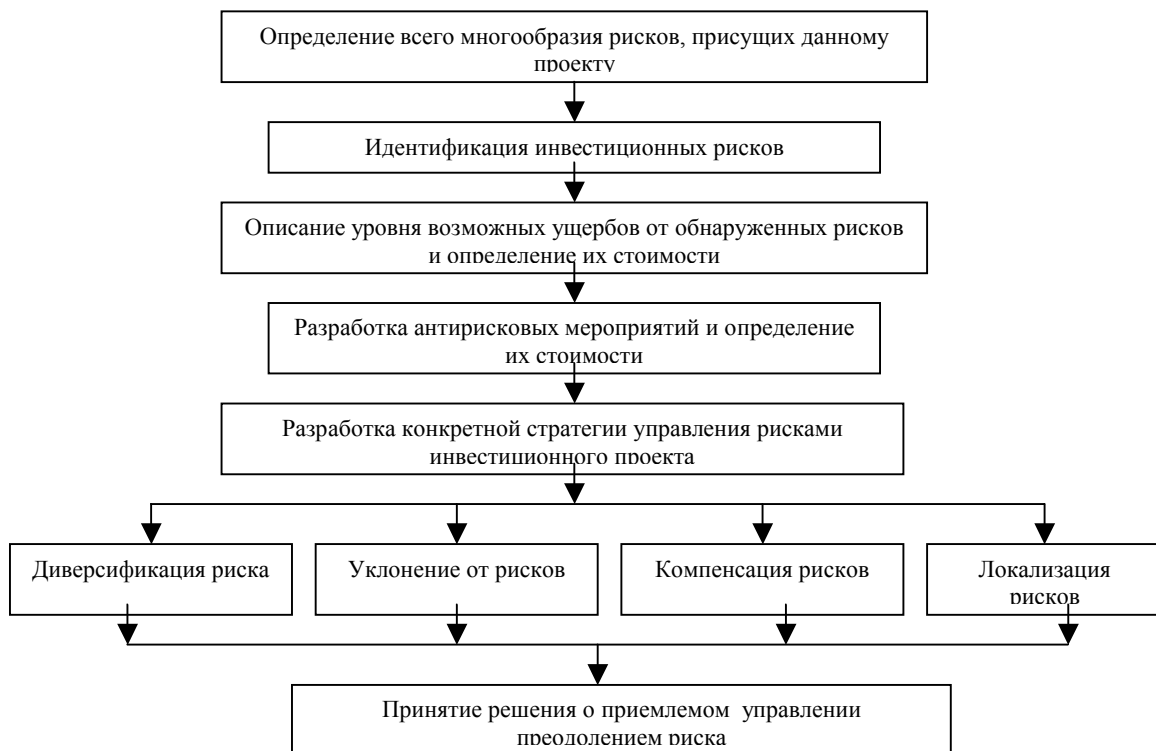 Определение всего многообразия рисков, присущих данному
проекту
Идентификация инвестиционных рисков
Описание уровня возможных ущербов от обнаруженных рисков
и определение их стоимости
Разработка антирисковых мероприятий и определение
их стоимости
Разработка конкретной стратегии управления рисками
инвестиционного проекта
Диверсификация риска
Уклонение от рисков
Компенсация рисков
Локализация
рисков
Принятие решения о приемлемом управлении
преодолением риска